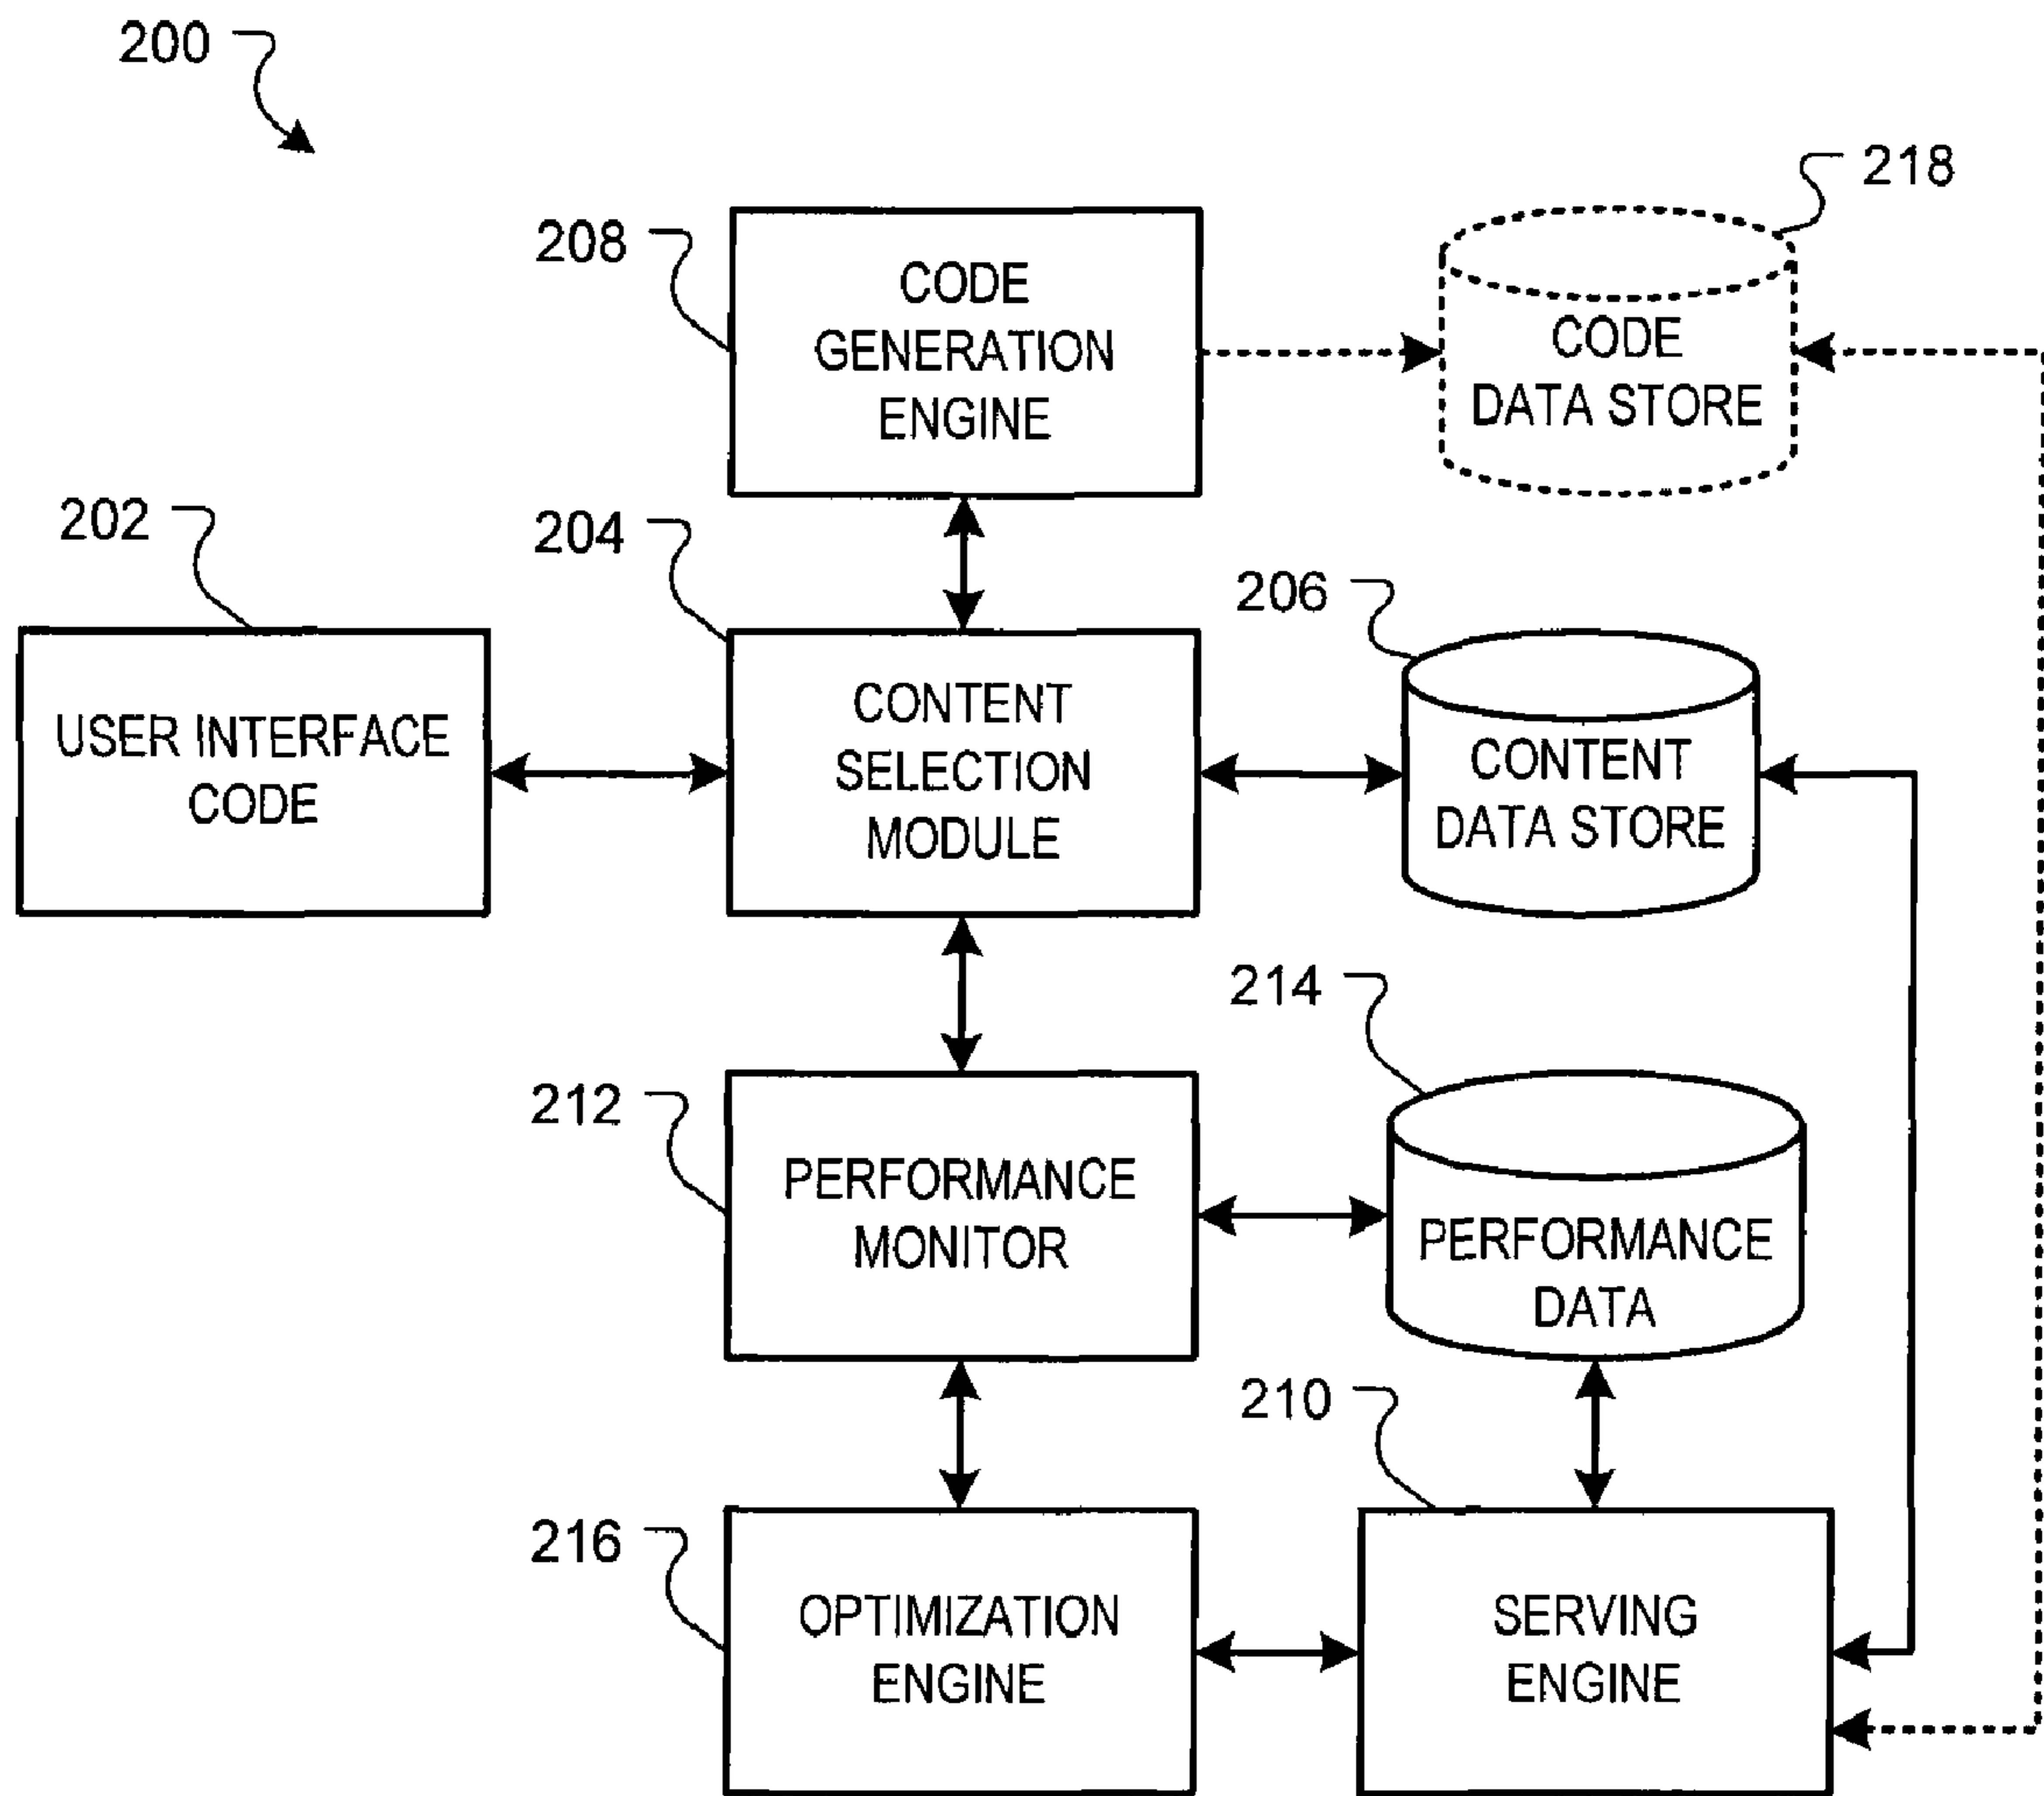 200
218
208
CODE
GENERATION
ENGINE
CODE
DATA STORE
202
204
206
USER INTERFACE
CODE
CONTENT
SELECTION
MODULE
CONTENT
DATA STORE
214
212
PERFORMANCE
MONITOR
PERFORMANCE
DATA
210
216
OPTIMIZATION
ENGINE
SERVING
ENGINE